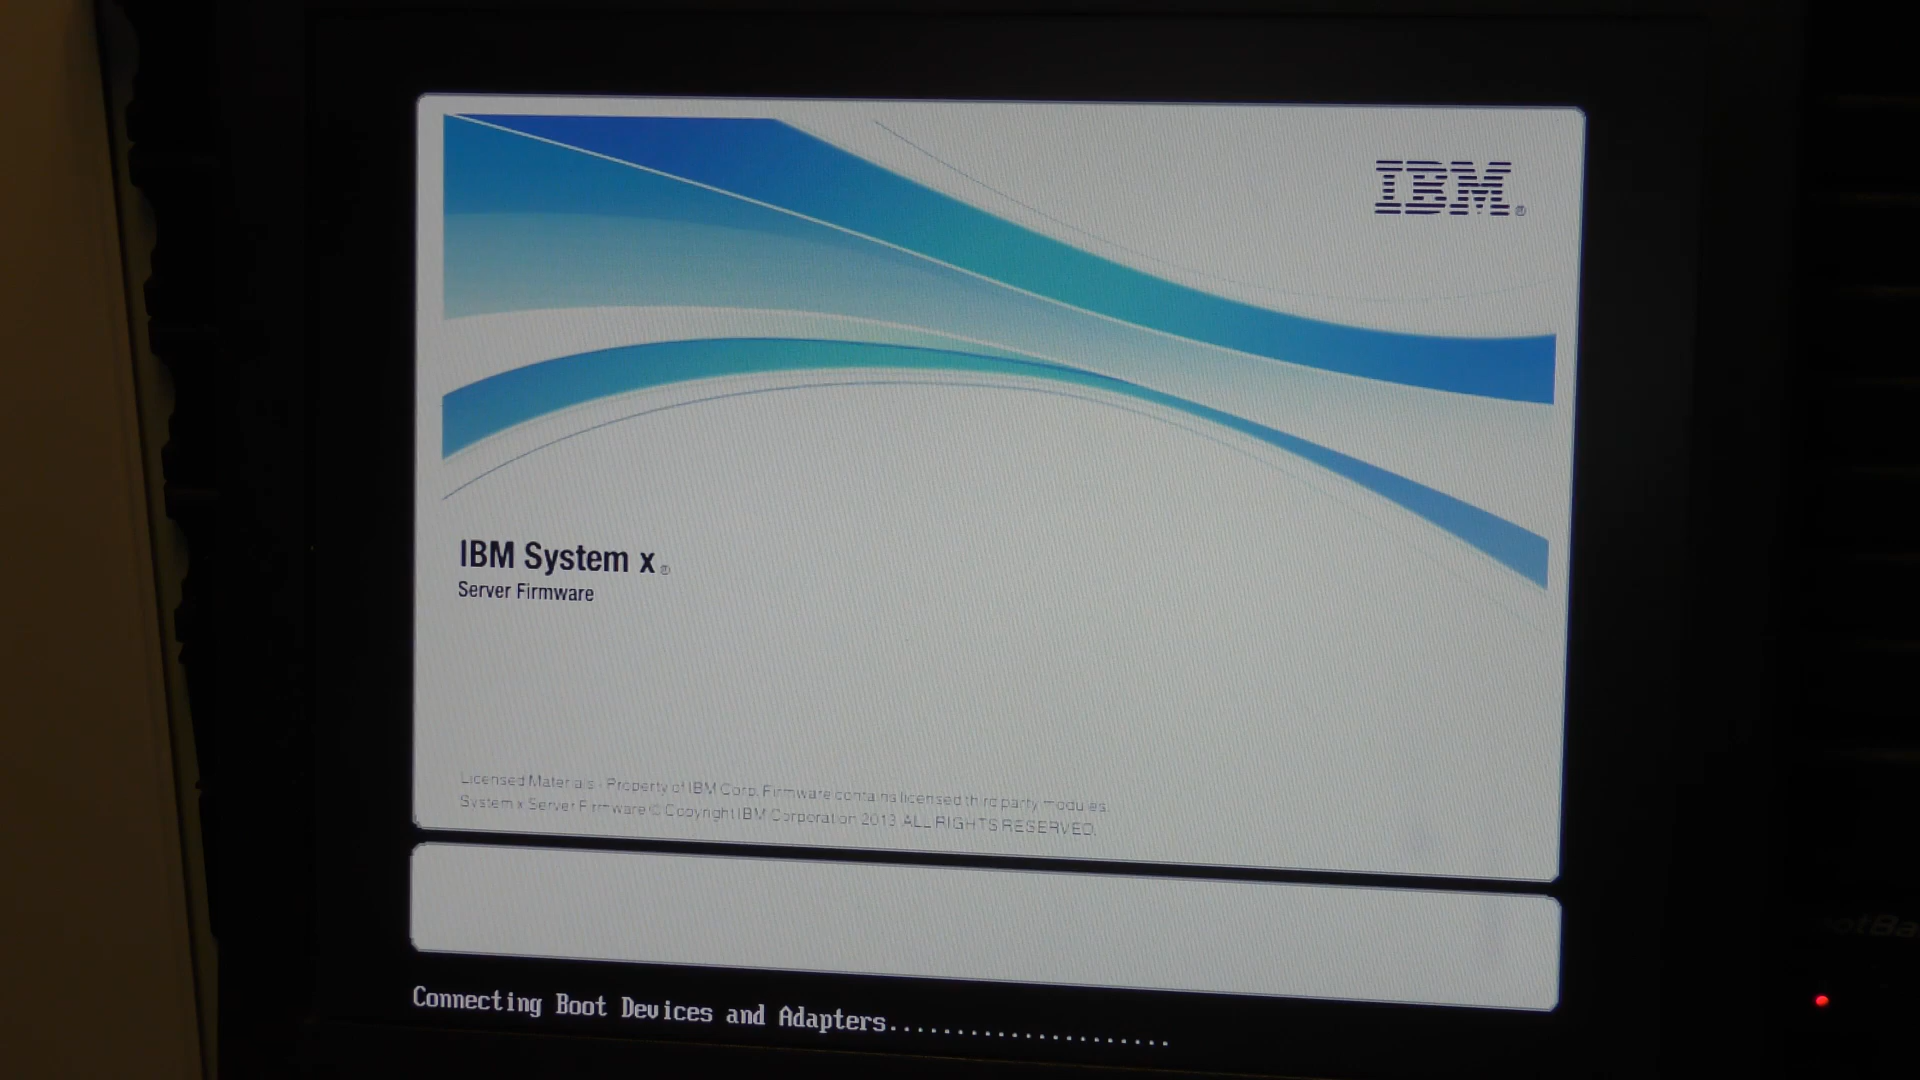 IBM®
IBM System x®
Server Firmware
Licensed Materials - Property of IBM Corp. Firmware contains licensed third party modules.
System x Server Firmware © Copyright IBM Corporation 2013 ALL RIGHTS RESERVED.
Connecting Boot Devices and Adapters.....................